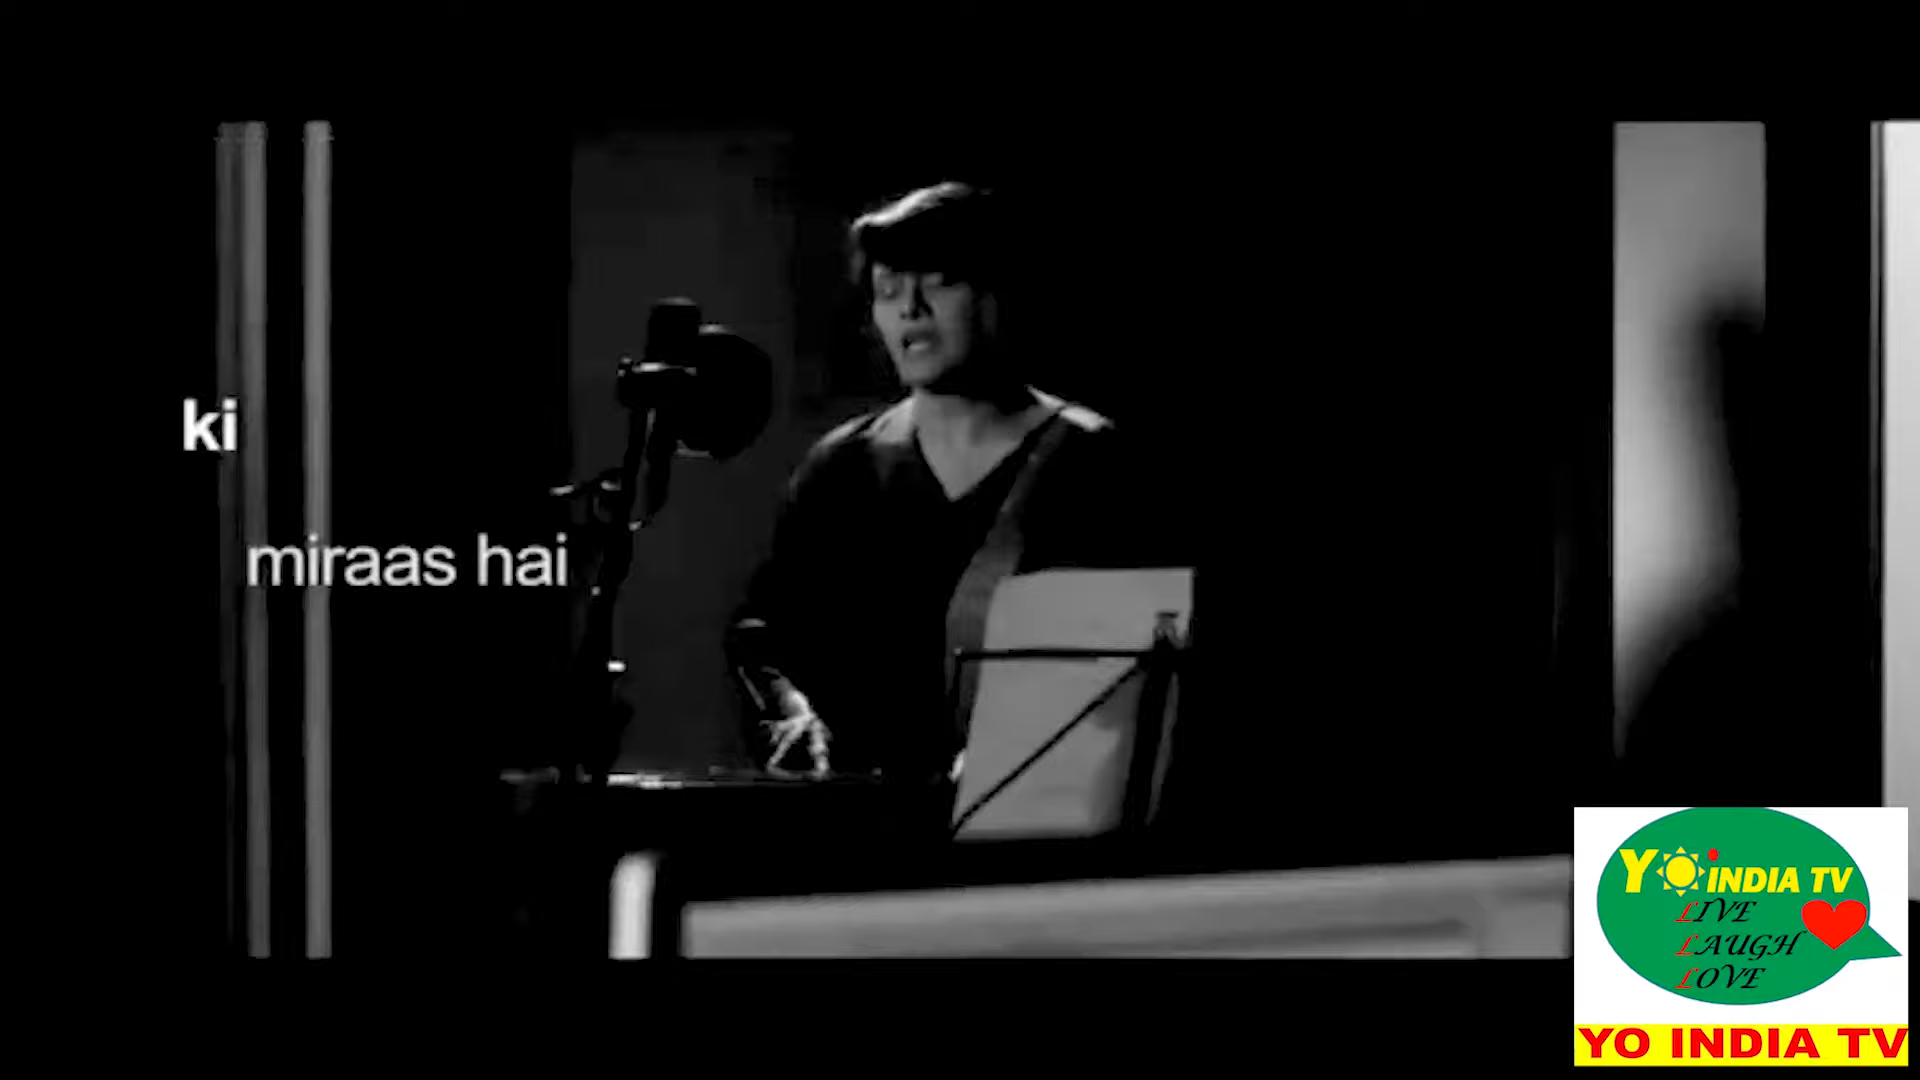 ki
miraas hai
YO iNDIA TV
LIVE
LAUGH
LOVE
YO INDIA TV